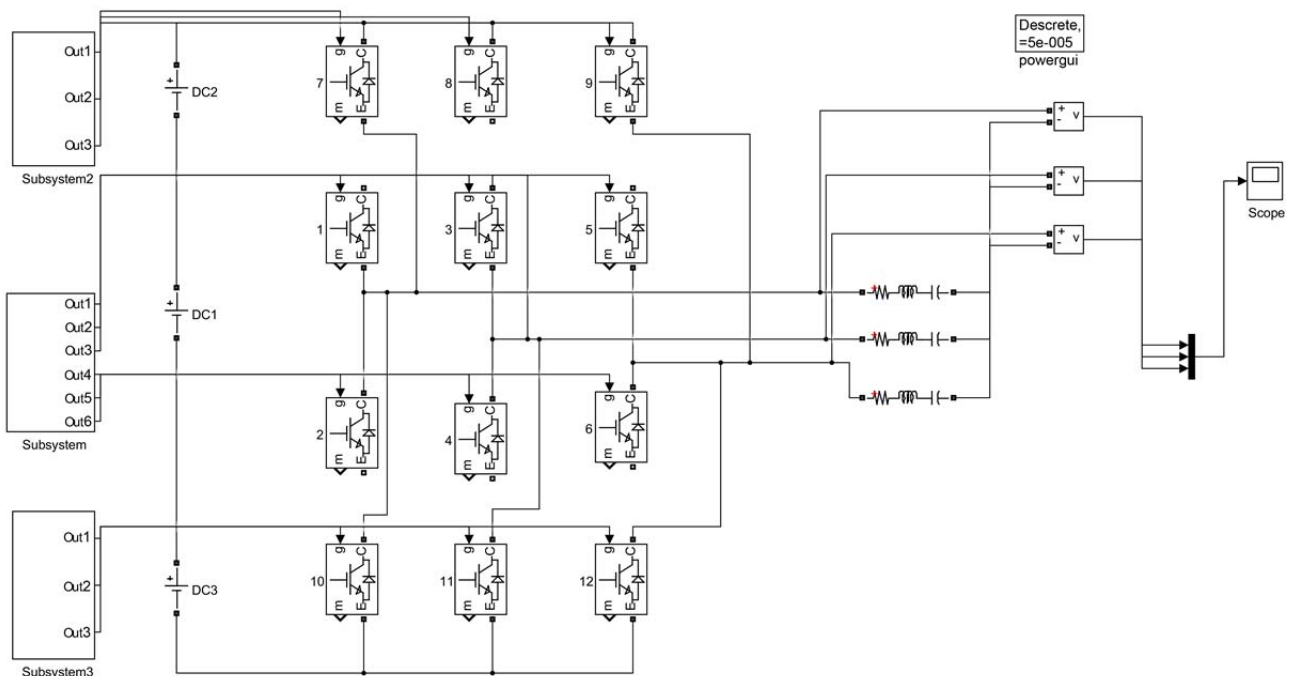 Out1
Out2
Out3
Subsystem2
+
DC2
g C
7
m E
g C
8
m E
g C
9
m E
Descrete,
=5e-005
powergui
+
-
v
+
-
v
+
-
v
Scope
g C
1
m E
g C
3
m E
g C
5
m E
Out1
Out2
Out3
Out4
Out5
Out6
Subsystem
+
DC1
g C
2
m E
g C
4
m E
g C
6
m E
Out1
Out2
Out3
Subsystem3
+
DC3
g C
10
m E
g C
11
m E
g C
12
m E